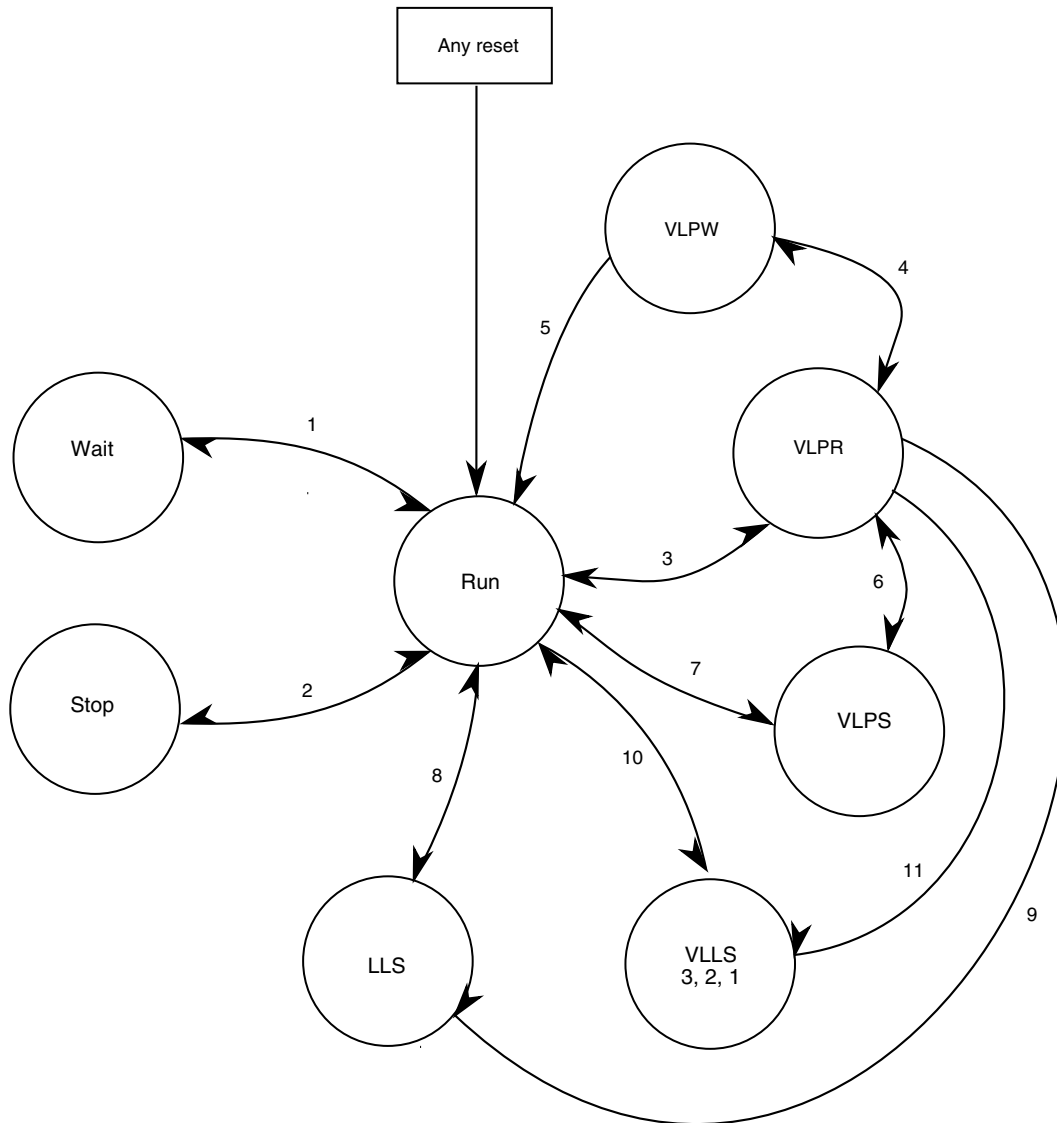 Any reset
VLPW
4
5
Wait
1
VLPR
Run
3
6
Stop
2
7
VLPS
8
10
11
9
LLS
VLLS
3, 2, 1